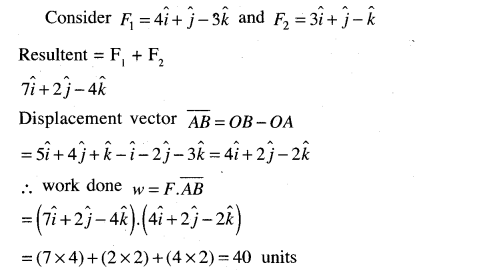 Consider F₁ = 4î + ĵ − 3k̂ and F₂ = 3î + ĵ − k̂
Resultent = F₁ + F₂
7î + 2ĵ − 4k̂
Displacement vector A̅B̅ = OB − OA
= 5î + 4ĵ + k̂ − î − 2ĵ − 3k̂ = 4î + 2ĵ − 2k̂
∴ work done w = F.A̅B̅
= (7î + 2ĵ − 4k̂).(4î + 2ĵ − 2k̂)
= (7 × 4) + (2 × 2) + (4 × 2) = 40 units